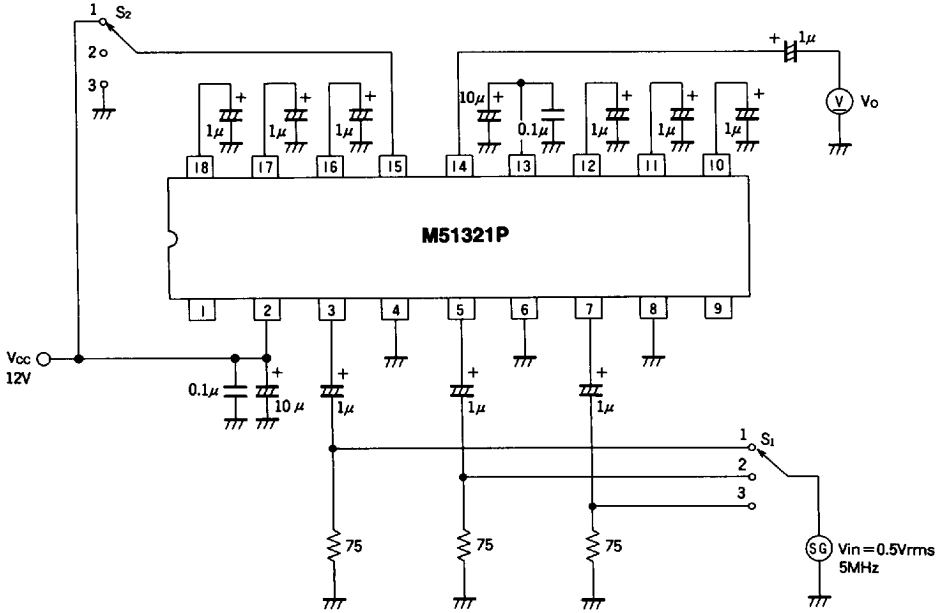 1 S₂
2
3
+ 1μ
V Vo
+ 1μ
+ 1μ
+ 1μ
10μ +
0.1μ
+ 1μ
+ 1μ
+ 1μ
18 17 16 15 14 13 12 11 10
M51321P
1 2 3 4 5 6 7 8 9
Vcc
12V
0.1μ
+ 10μ
+ 1μ
+ 1μ
+ 1μ
1 S₁
2
3
75 75 75
SG Vin=0.5Vrms
5MHz